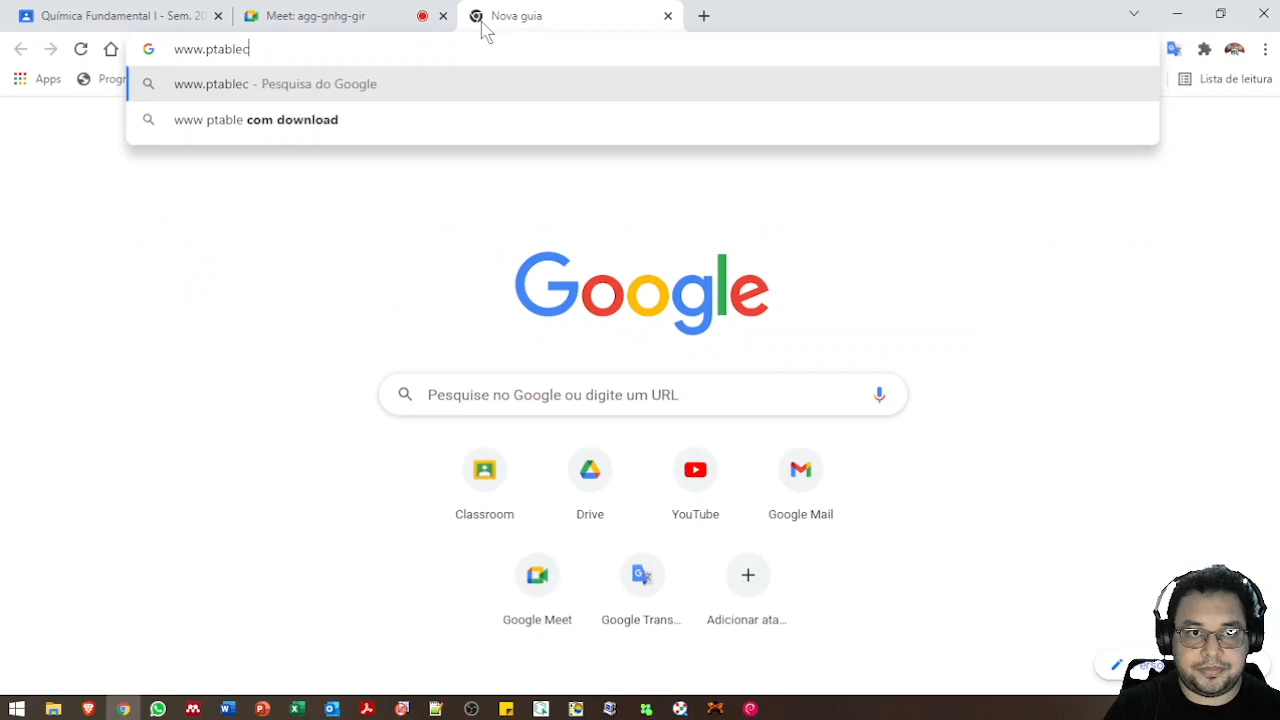 Química Fundamental I - Sem. 20
Meet: agg-gnhg-gir
Nova guia
www.ptablec
Apps
Progr
Lista de leitura
www.ptablec - Pesquisa do Google
www ptable com download
Google
Pesquise no Google ou digite um URL
Classroom
Drive
YouTube
Google Mail
Google Meet
Google Trans...
Adicionar ata...